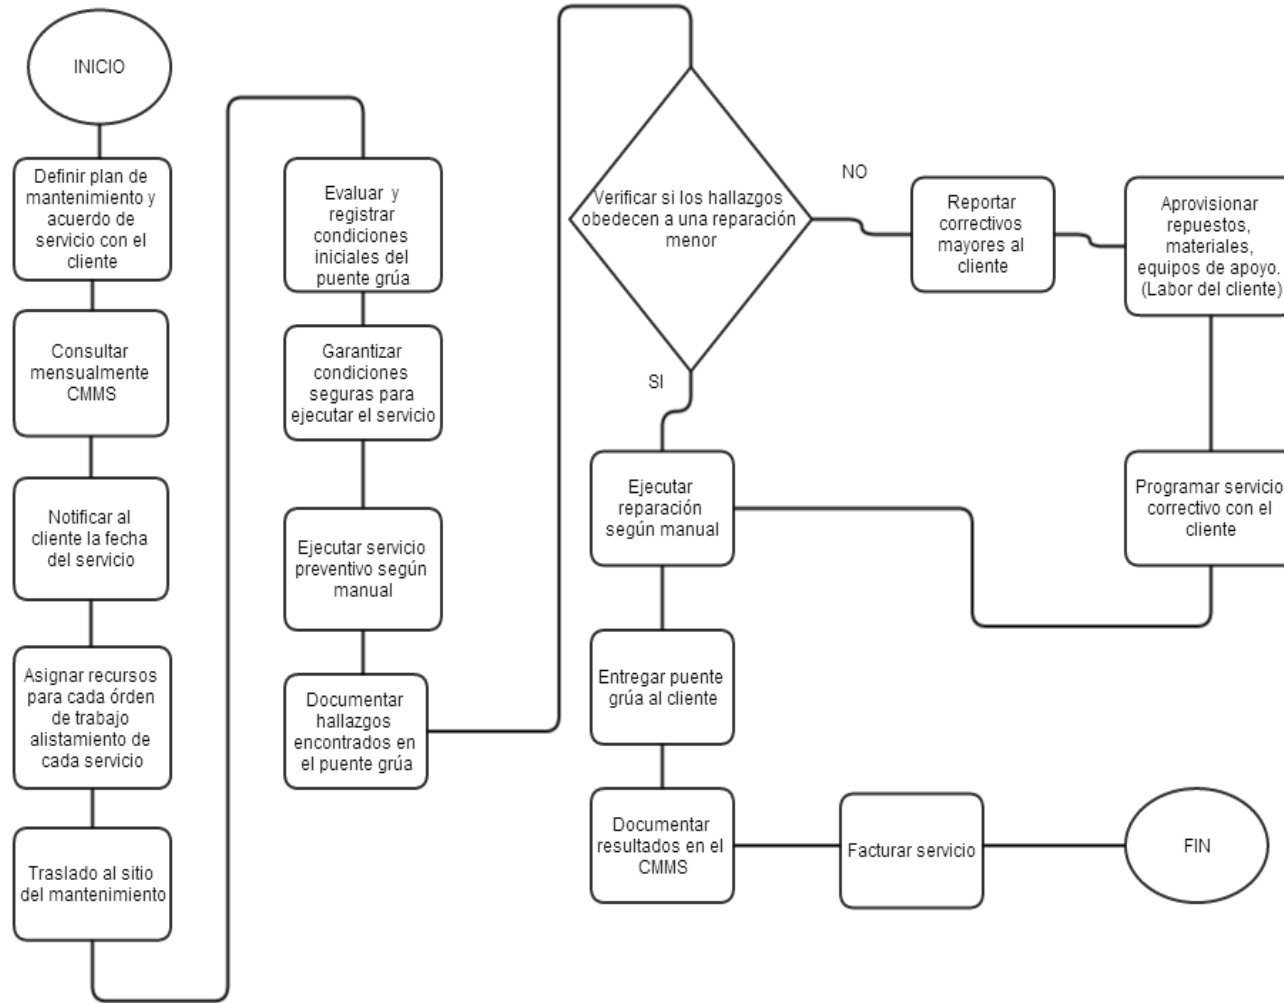 INICIO
Definir plan de
mantenimiento y
acuerdo de
servicio con el
cliente
Consultar
mensualmente
CMMS
Notificar al
cliente la fecha
del servicio
Asignar recursos
para cada órden
de trabajo
alistamiento de
cada servicio
Traslado al sitio
del mantenimiento
Evaluar y
registrar
condiciones
iniciales del
puente grúa
Garantizar
condiciones
seguras para
ejecutar el servicio
Ejecutar servicio
preventivo según
manual
Documentar
hallazgos
encontrados en
el puente grúa
Verificar si los hallazgos
obedecen a una reparación
menor
NO
Reportar
correctivos
mayores al
cliente
Aprovisionar
repuestos,
materiales,
equipos de apoyo.
(Labor del cliente)
Programar servicio
correctivo con el
cliente
SI
Ejecutar
reparación
según manual
Entregar puente
grúa al cliente
Documentar
resultados en el
CMMS
Facturar servicio
FIN